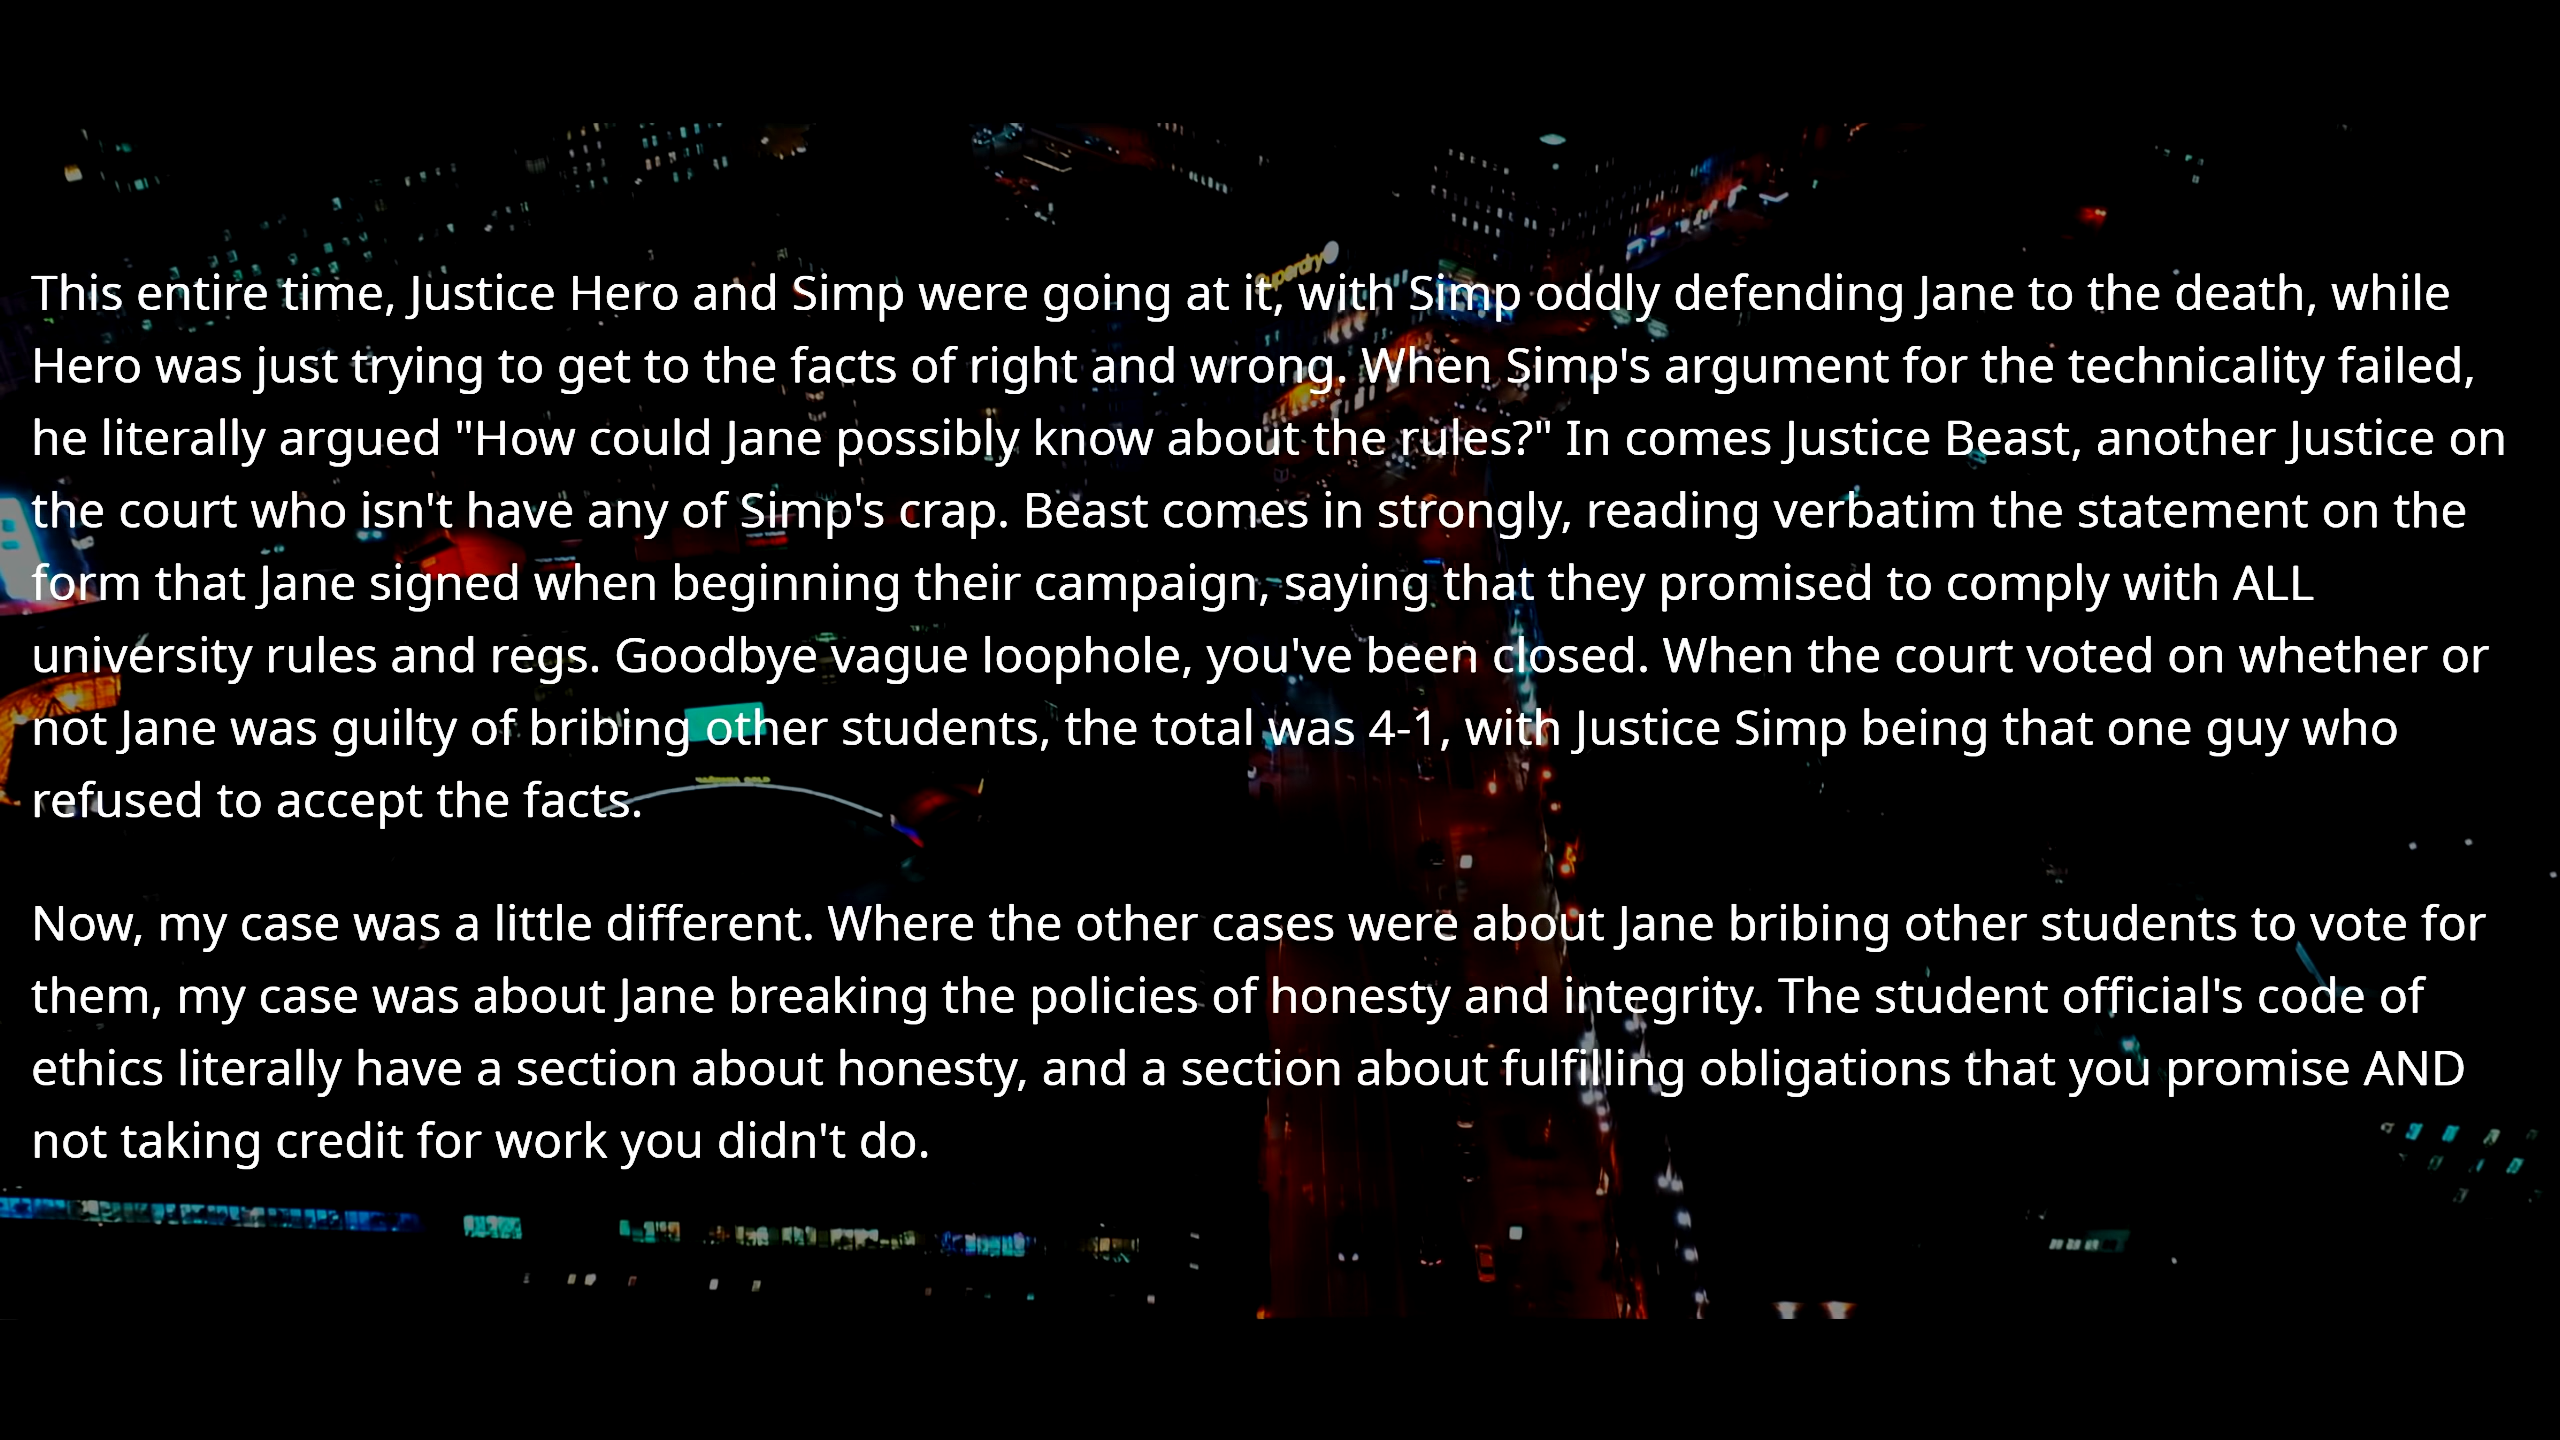 This entire time, Justice Hero and Simp were going at it, with Simp oddly defending Jane to the death, while
Hero was just trying to get to the facts of right and wrong. When Simp's argument for the technicality failed,
he literally argued "How could Jane possibly know about the rules?" In comes Justice Beast, another Justice on
the court who isn't have any of Simp's crap. Beast comes in strongly, reading verbatim the statement on the
form that Jane signed when beginning their campaign, saying that they promised to comply with ALL
university rules and regs. Goodbye vague loophole, you've been closed. When the court voted on whether or
not Jane was guilty of bribing other students, the total was 4-1, with Justice Simp being that one guy who
refused to accept the facts.
Now, my case was a little different. Where the other cases were about Jane bribing other students to vote for
them, my case was about Jane breaking the policies of honesty and integrity. The student official's code of
ethics literally have a section about honesty, and a section about fulfilling obligations that you promise AND
not taking credit for work you didn't do.